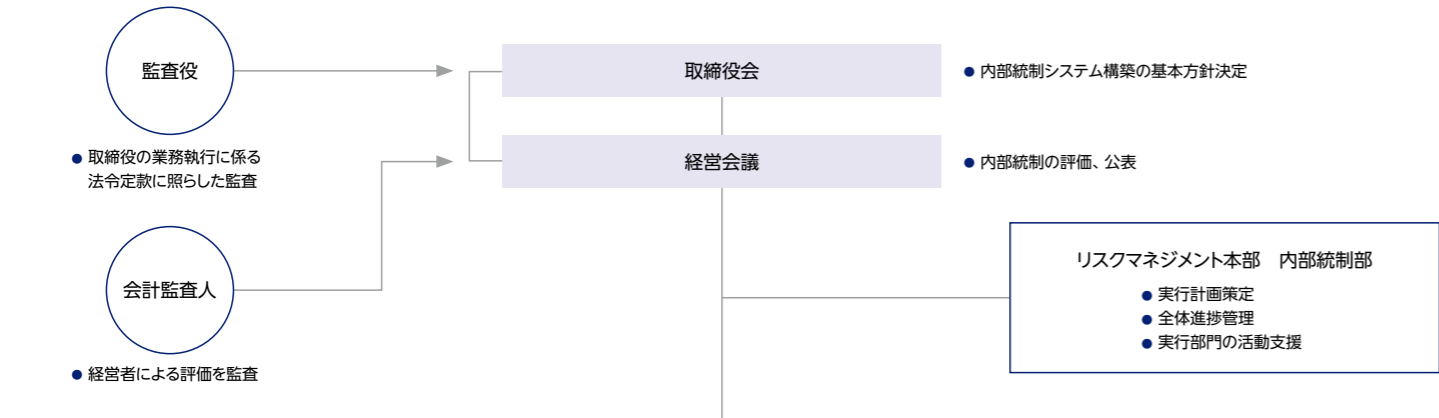 監査役
● 取締役の業務執行に係る
法令定款に照らした監査
会計監査人
● 経営者による評価を監査
取締役会
● 内部統制システム構築の基本方針決定
経営会議
● 内部統制の評価、公表
リスクマネジメント本部　内部統制部
● 実行計画策定
● 全体進捗管理
● 実行部門の活動支援